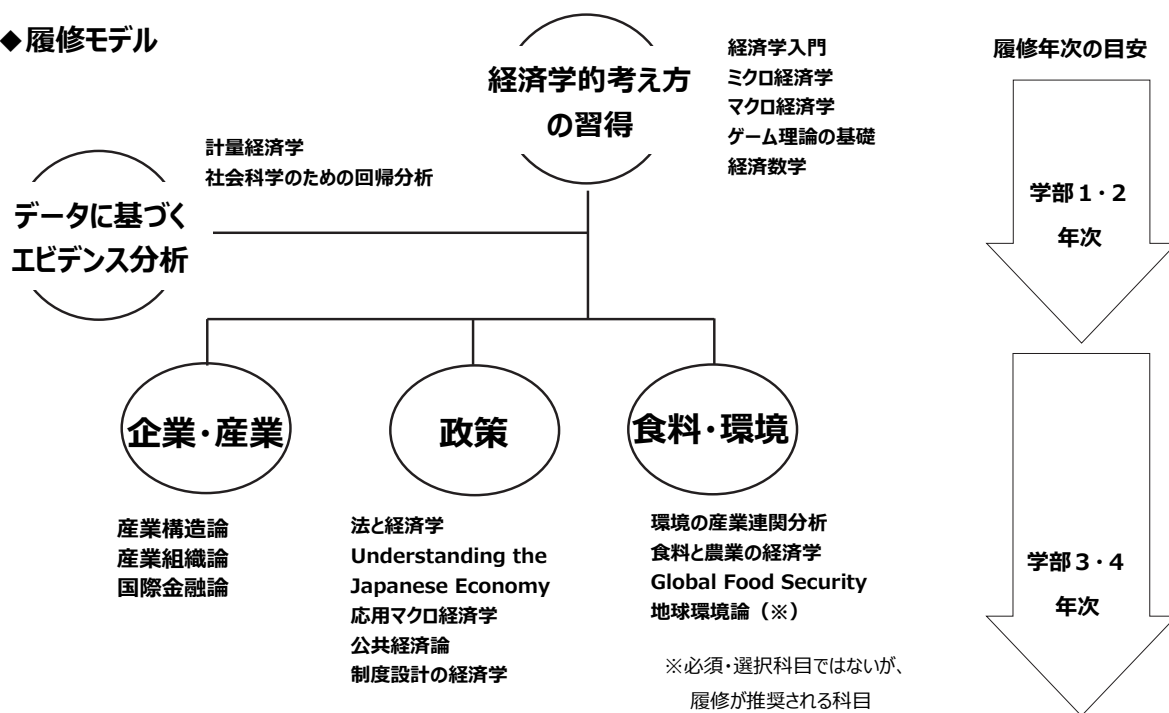 ◆履修モデル
経済学的考え方
の習得
経済学入門
ミクロ経済学
マクロ経済学
ゲーム理論の基礎
経済数学
履修年次の目安
計量経済学
社会科学のための回帰分析
データに基づく
エビデンス分析
学部1・2
年次
企業・産業
政策
食料・環境
産業構造論
産業組織論
国際金融論
法と経済学
Understanding the
Japanese Economy
応用マクロ経済学
公共経済論
制度設計の経済学
環境の産業連関分析
食料と農業の経済学
Global Food Security
地球環境論（※）
※必須・選択科目ではないが、
履修が推奨される科目
学部3・4
年次